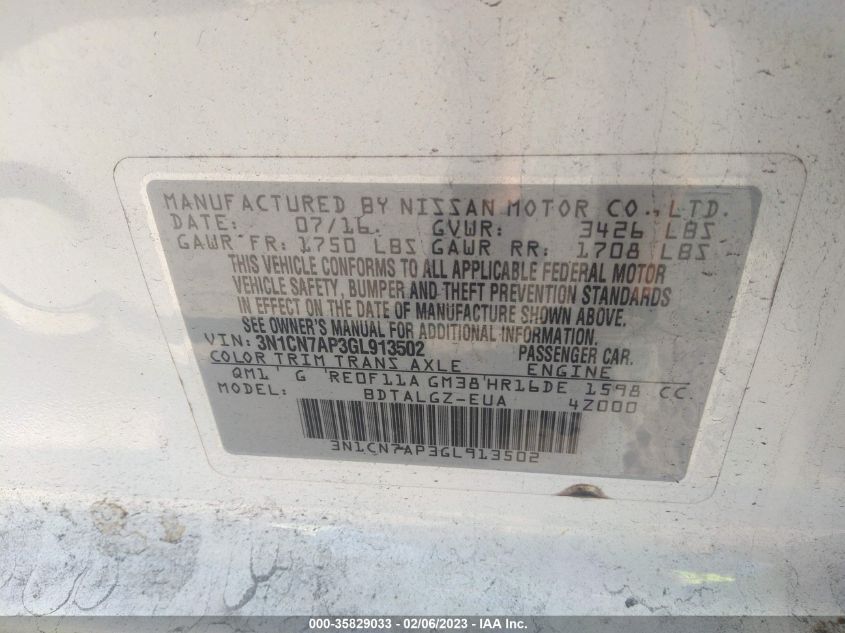 MANUFACTURED BY NISSAN MOTOR CO., LTD.
DATE: 07/16. GVWR: 3426 LBS
GAWR FR: 1750 LBS GAWR RR: 1708 LBS
THIS VEHICLE CONFORMS TO ALL APPLICABLE FEDERAL MOTOR
VEHICLE SAFETY, BUMPER AND THEFT PREVENTION STANDARDS
IN EFFECT ON THE DATE OF MANUFACTURE SHOWN ABOVE.
SEE OWNER'S MANUAL FOR ADDITIONAL INFORMATION.
VIN: 3N1CN7AP3GL913502 PASSENGER CAR.
COLOR TRIM TRANS AXLE ENGINE
QM1' G 'RE0F11A GM38'HR16DE 1598 CC
MODEL: BDTALGZ-EUA 4Z000
3N1CN7AP3GL913502
000-35829033 - 02/06/2023 - IAA Inc.